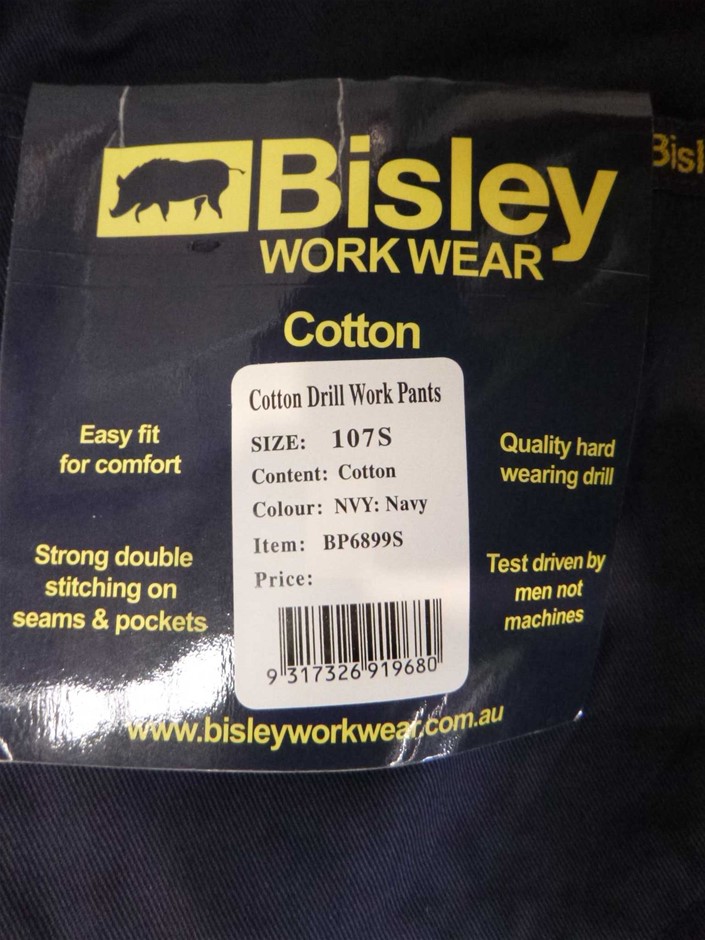 Bisley
Bisl
WORK WEAR
Cotton
Cotton Drill Work Pants
SIZE: 107S
Content: Cotton
Colour: NVY: Navy
Item: BP6899S
Price:
9 317326 919680
Easy fit
for comfort
Strong double
stitching on
seams & pockets
Quality hard
wearing drill
Test driven by
men not
machines
www.bisleyworkwear.com.au